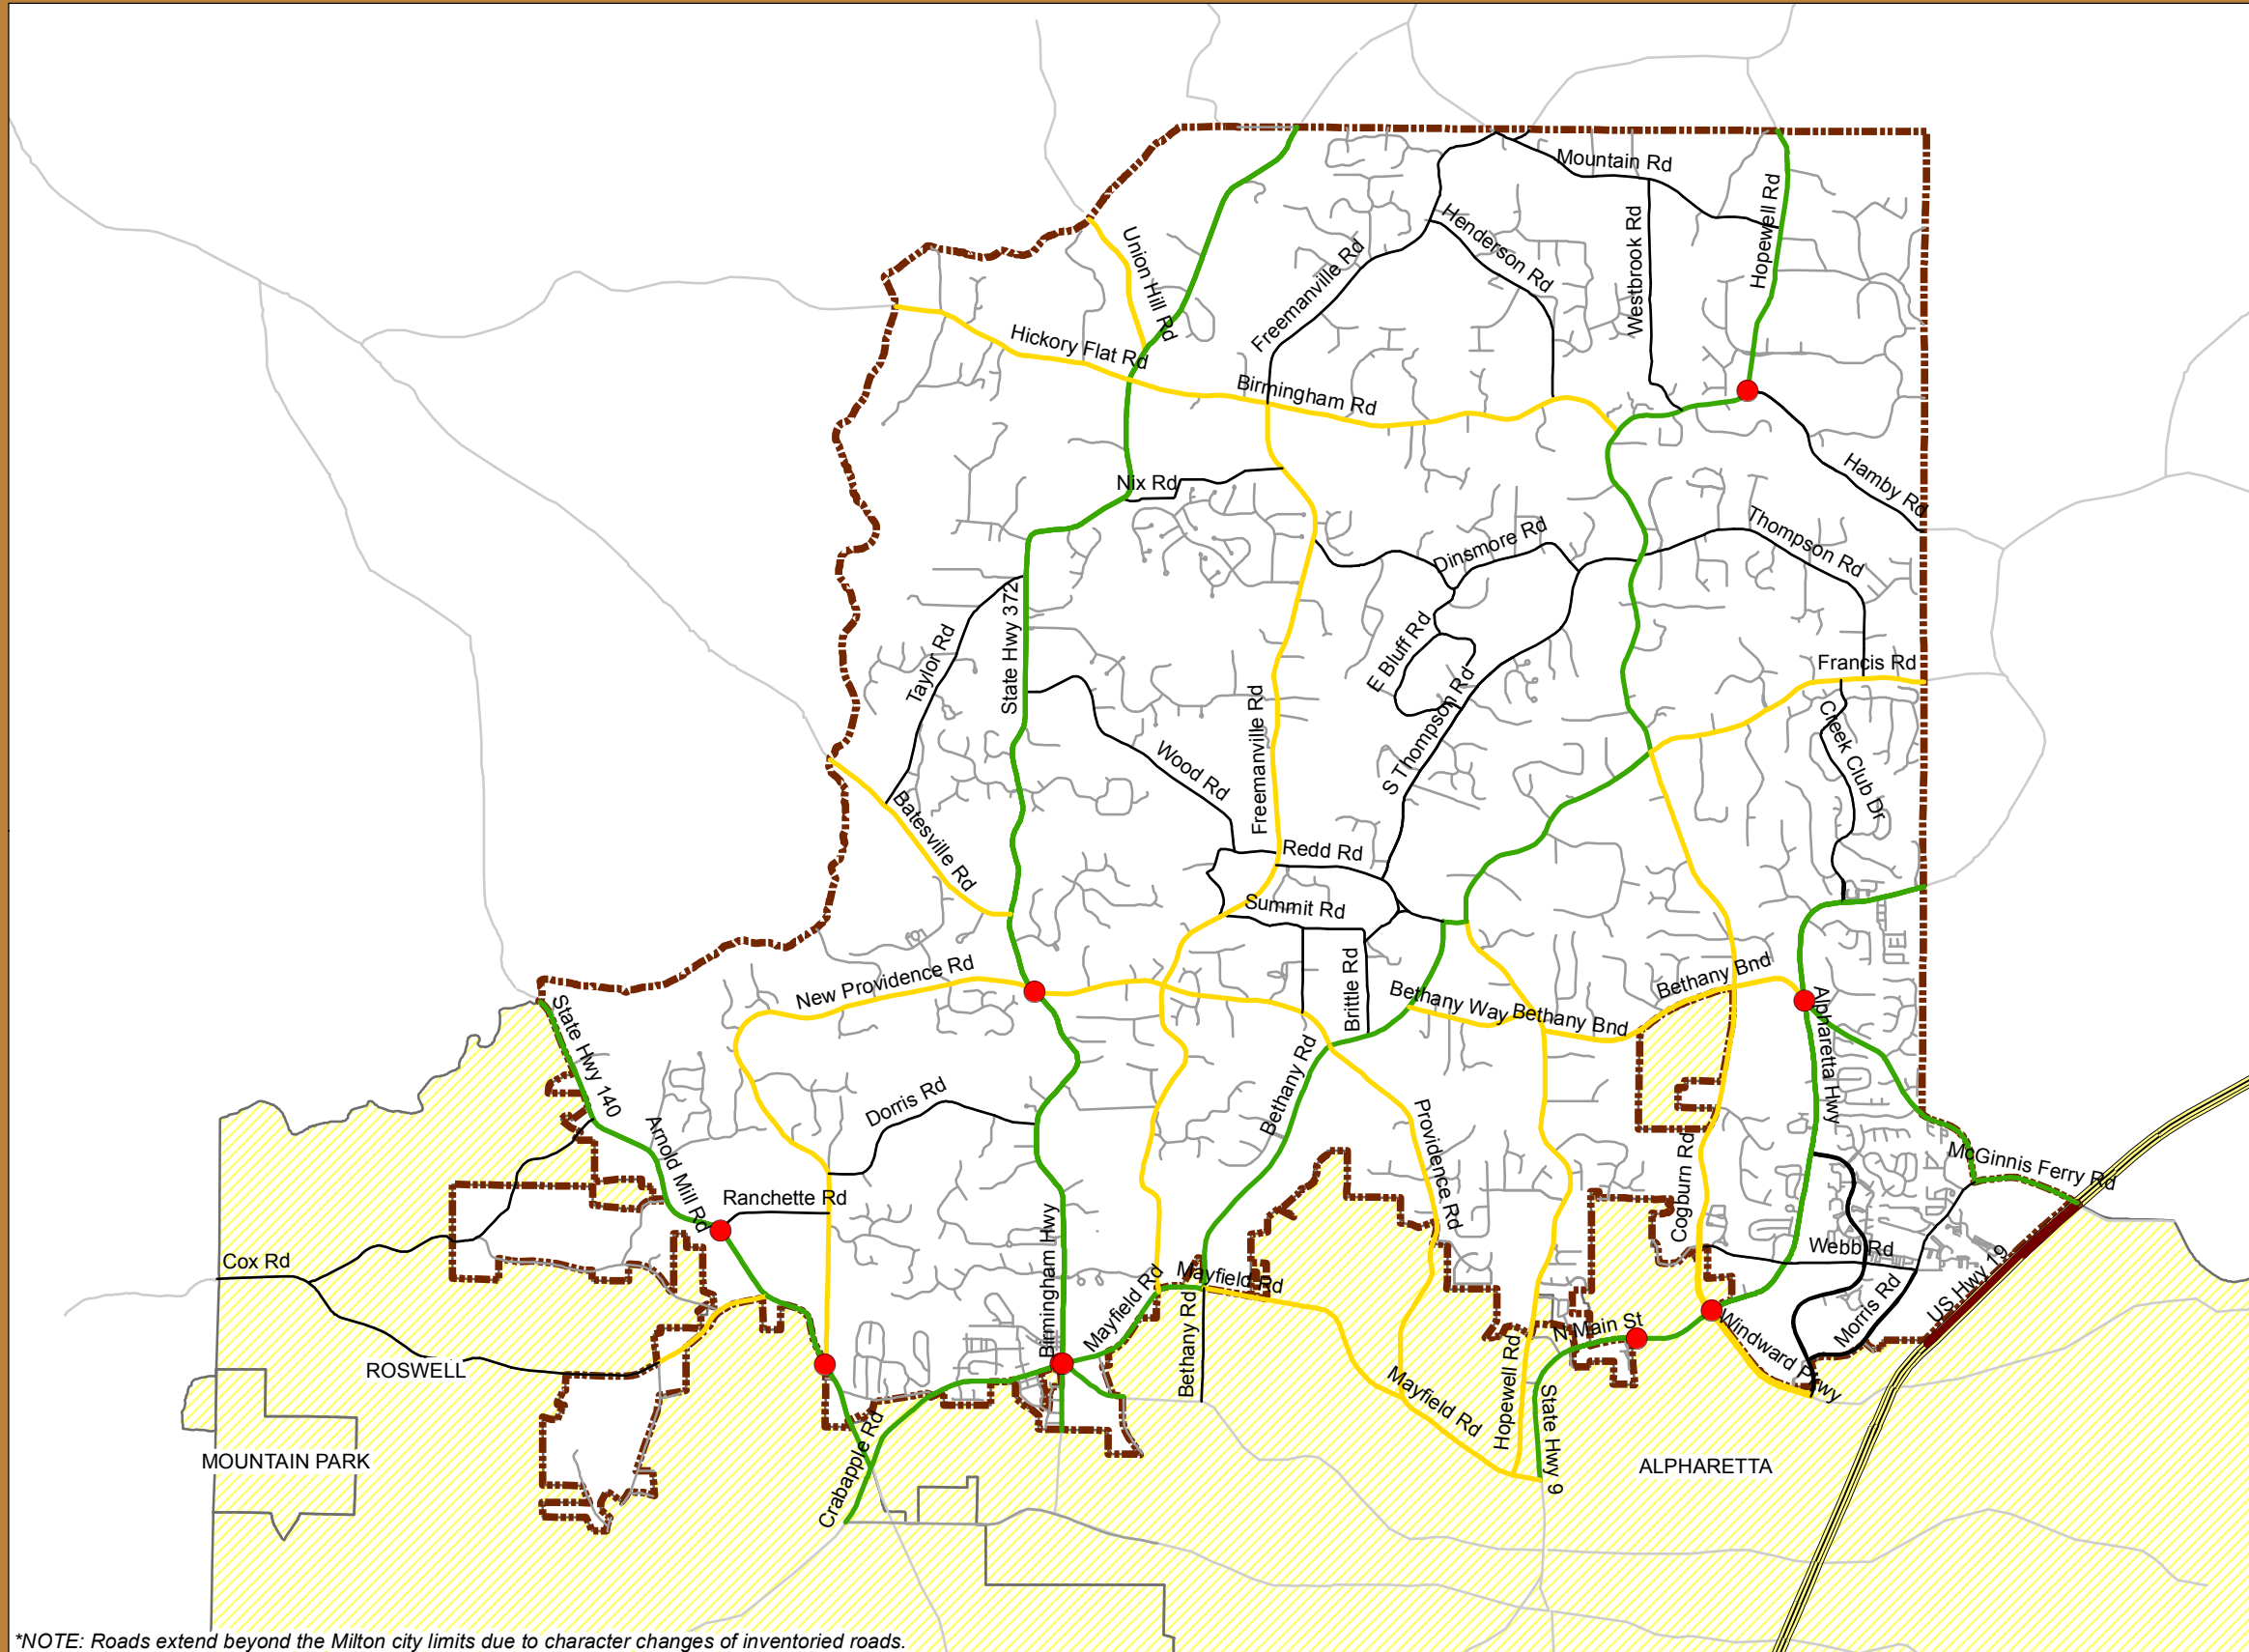 Mountain Rd
Hopewell Rd
Henderson Rd
Westbrook Rd
Union Hill Rd
Freemanville Rd
Hickory Flat Rd
Birmingham Rd
Nix Rd
Hamby Rd
Dinsmore Rd
Thompson Rd
State Hwy 372
Taylor Rd
E Bluff Rd
Francis Rd
S Thompson Rd
Creek Club Dr
Wood Rd
Freemanville Rd
Batesville Rd
Redd Rd
Summit Rd
New Providence Rd
Brittle Rd
Bethany Way
Bethany Bnd
Bethany Bnd
State Hwy 140
Alpharetta Hwy
Bethany Rd
Dorris Rd
Arnold Mill Rd
Providence Rd
Cogburn Rd
McGinnis Ferry Rd
Ranchette Rd
Cox Rd
Birmingham Hwy
Mayfield Rd
Mayfield Rd
Webb Rd
US Hwy 19
Morris Rd
Bethany Rd
N Main St
Windward Pkwy
ROSWELL
Hopewell Rd
Mayfield Rd
State Hwy 9
Crabapple Rd
MOUNTAIN PARK
ALPHARETTA
*NOTE: Roads extend beyond the Milton city limits due to character changes of inventoried roads.